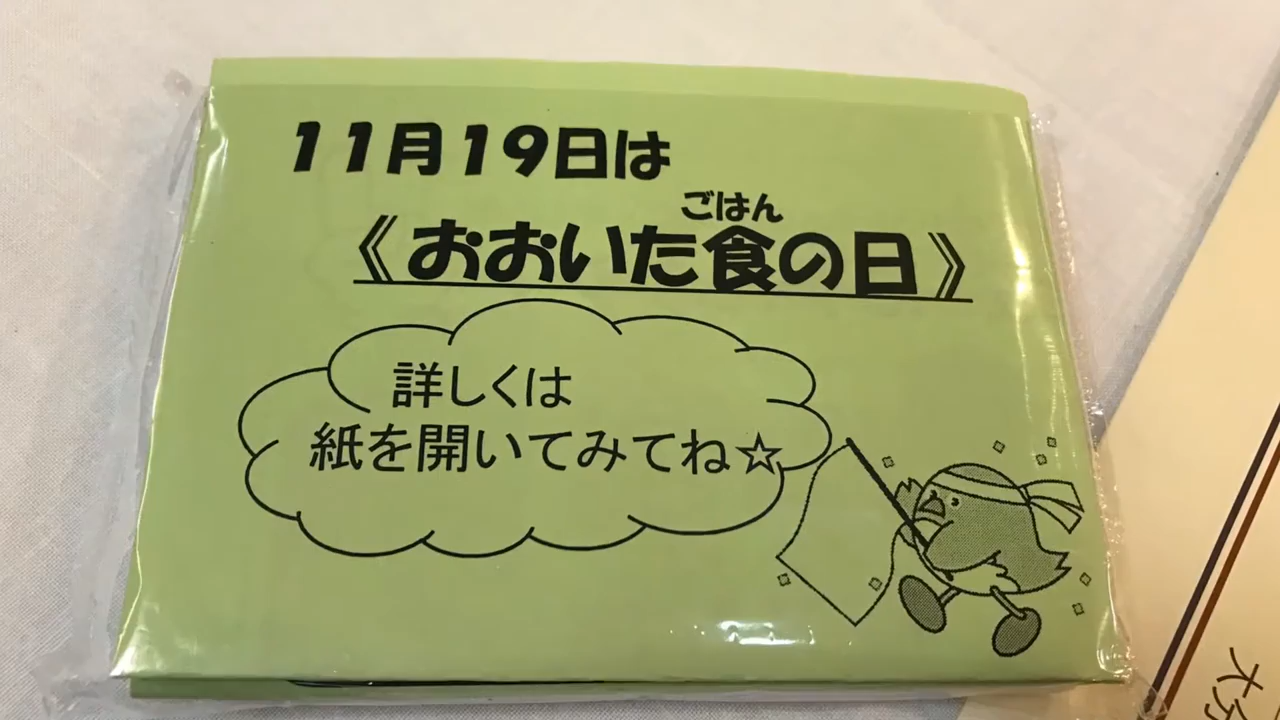 11月19日は
ごはん
《おおいた食の日》
詳しくは
紙を開いてみてね☆